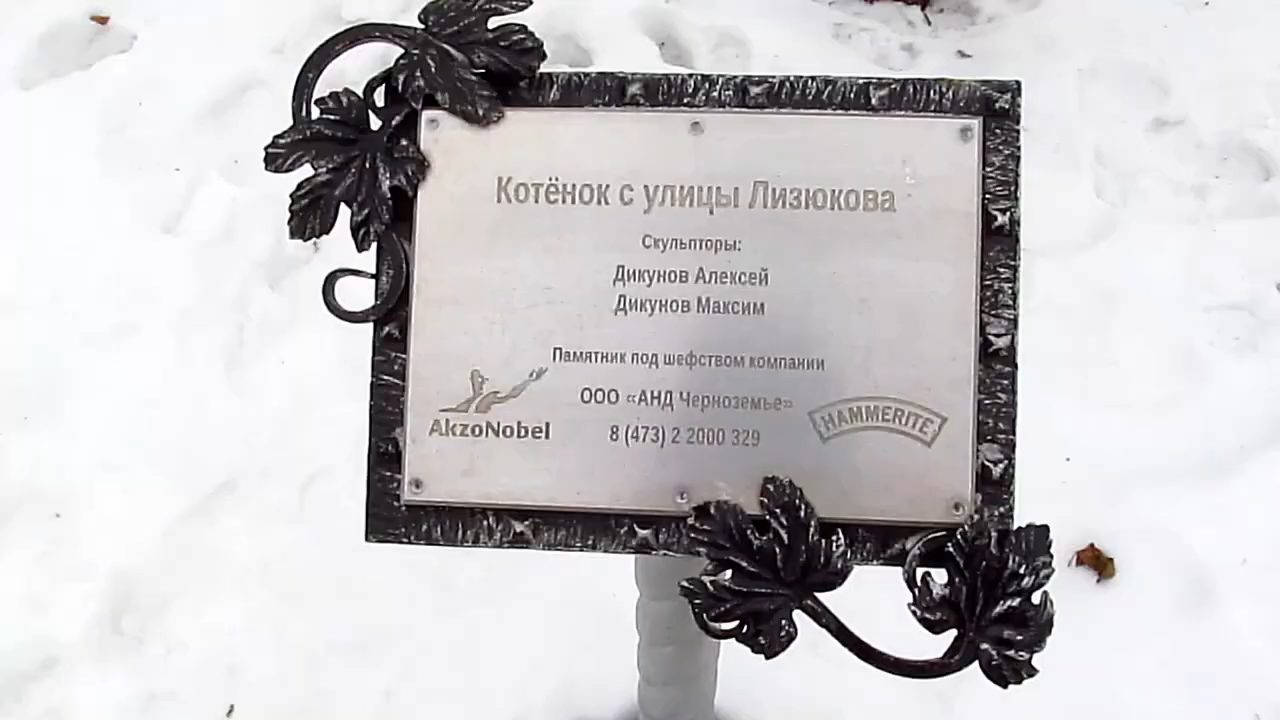 Котёнок с улицы Лизюкова
Скульпторы:
Дикунов Алексей
Дикунов Максим
Памятник под шефством компании
ООО «АНД Черноземье»
8 (473) 2 2000 329
AkzoNobel
HAMMERITE